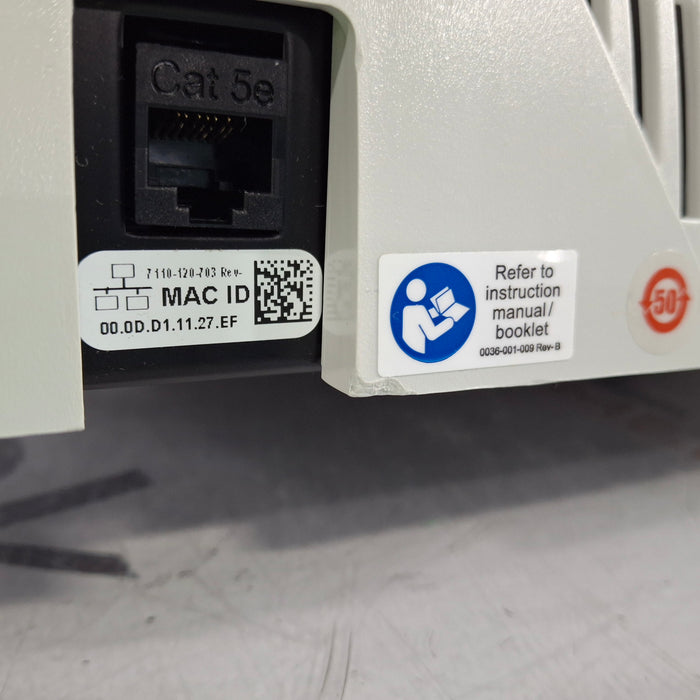 Cat 5e
7110-120-703 Rev-
MAC ID
00.0D.D1.11.27.EF
Refer to
instruction
manual/
booklet
0036-001-009 Rev- B
50